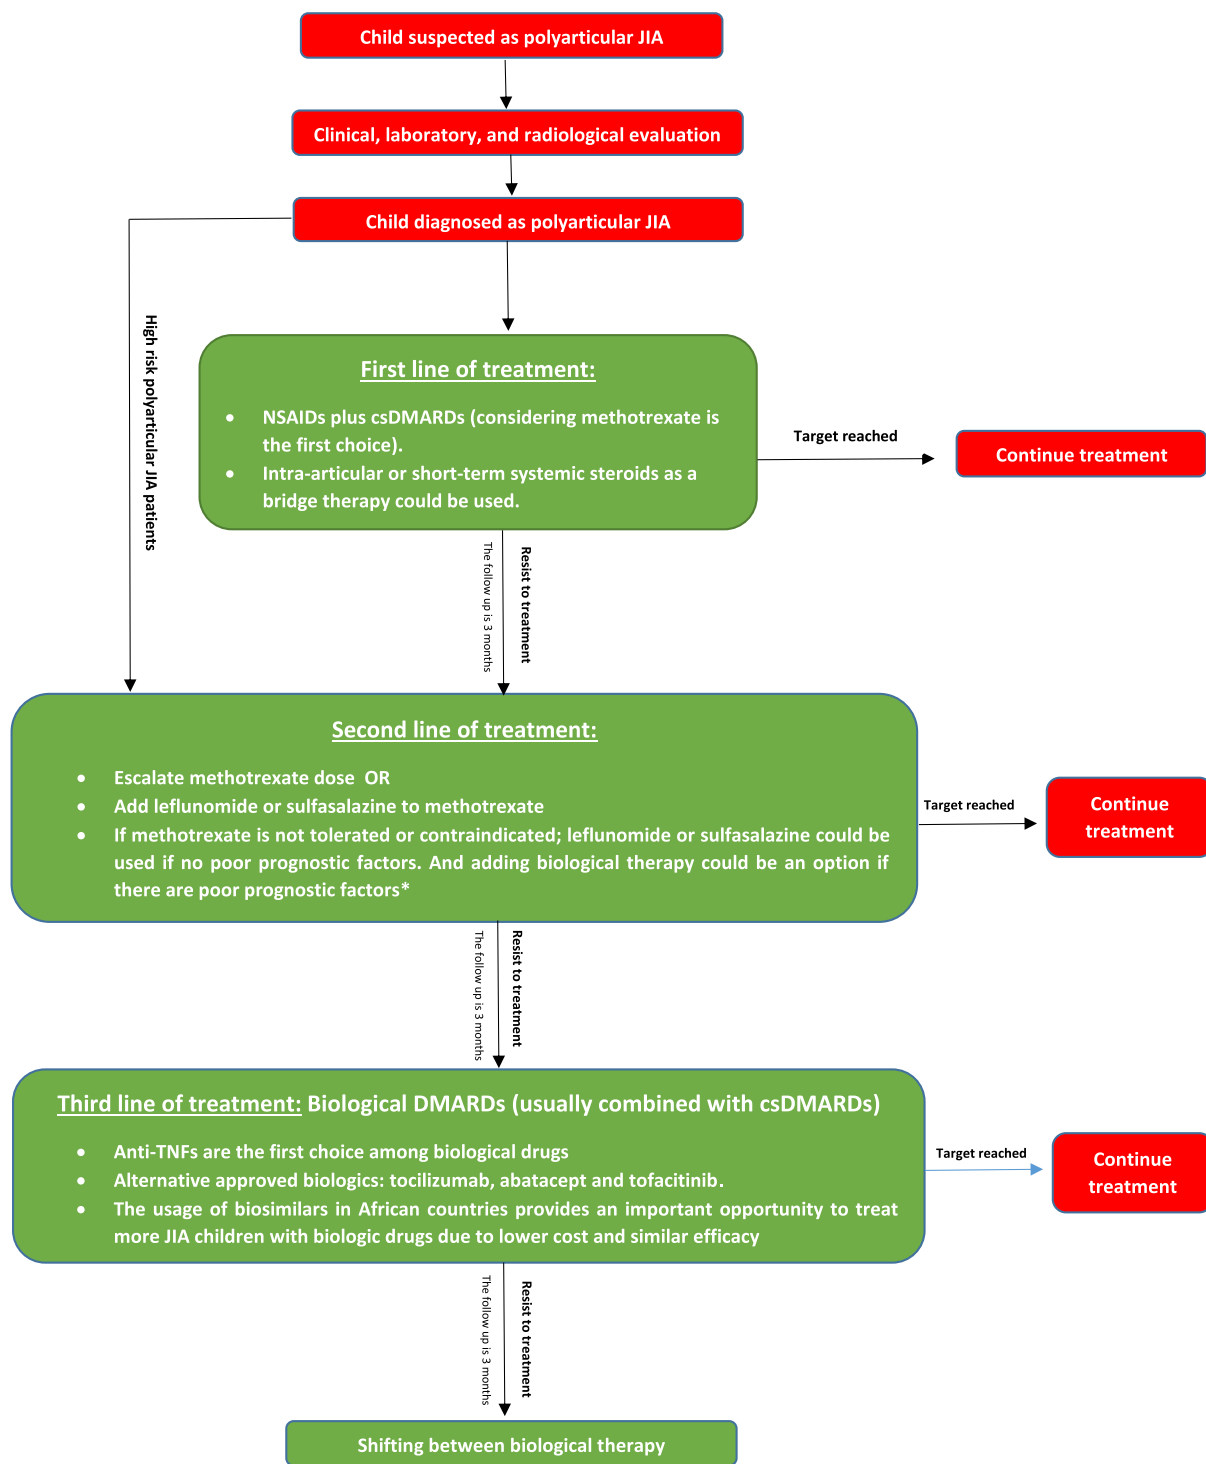 Child suspected as polyarticular JIA
Clinical, laboratory, and radiological evaluation
Child diagnosed as polyarticular JIA
High risk polyarticular JIA patients
First line of treatment:
• NSAIDs plus csDMARDs (considering methotrexate is
the first choice).
• Intra-articular or short-term systemic steroids as a
bridge therapy could be used.
Target reached
Continue treatment
Resist to treatment
The follow up is 3 months
Second line of treatment:
• Escalate methotrexate dose OR
• Add leflunomide or sulfasalazine to methotrexate
• If methotrexate is not tolerated or contraindicated; leflunomide or sulfasalazine could be
used if no poor prognostic factors. And adding biological therapy could be an option if
there are poor prognostic factors*
Target reached
Continue
treatment
Resist to treatment
The follow up is 3 months
Third line of treatment: Biological DMARDs (usually combined with csDMARDs)
• Anti-TNFs are the first choice among biological drugs
• Alternative approved biologics: tocilizumab, abatacept and tofacitinib.
• The usage of biosimilars in African countries provides an important opportunity to treat
more JIA children with biologic drugs due to lower cost and similar efficacy
Target reached
Continue
treatment
Resist to treatment
The follow up is 3 months
Shifting between biological therapy